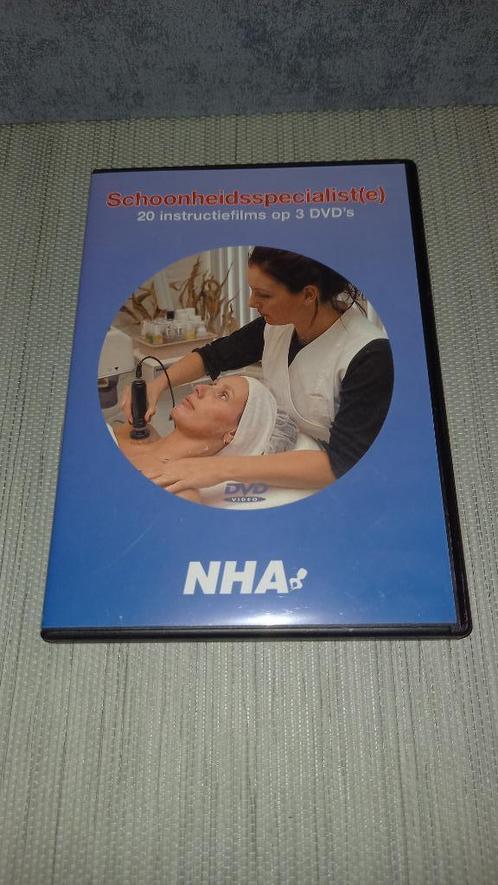 Schoonheidsspecialist(e)
20 instructiefilms op 3 DVD's
DVD
VIDEO
NHA